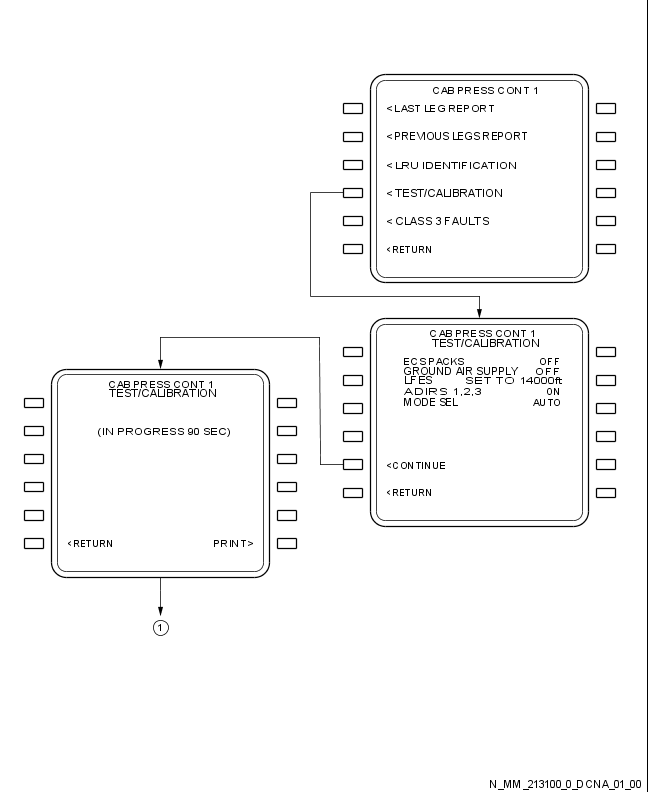 CAB PRESS CONT 1
<LAST LEG REPORT
<PREVIOUS LEGS REPORT
<LRU IDENTIFICATION
<TEST/CALIBRATION
<CLASS 3 FAULTS
<RETURN
CAB PRESS CONT 1
TEST/CALIBRATION
ECS PACKS OFF
GROUND AIR SUPPLY OFF
LFES SET TO 14000ft
ADIRS 1,2,3 ON
MODE SEL AUTO
<CONTINUE
<RETURN
CAB PRESS CONT 1
TEST/CALIBRATION
(IN PROGRESS 90 SEC)
<RETURN PRINT>
1
N_MM_213100_0_DCNA_01_00